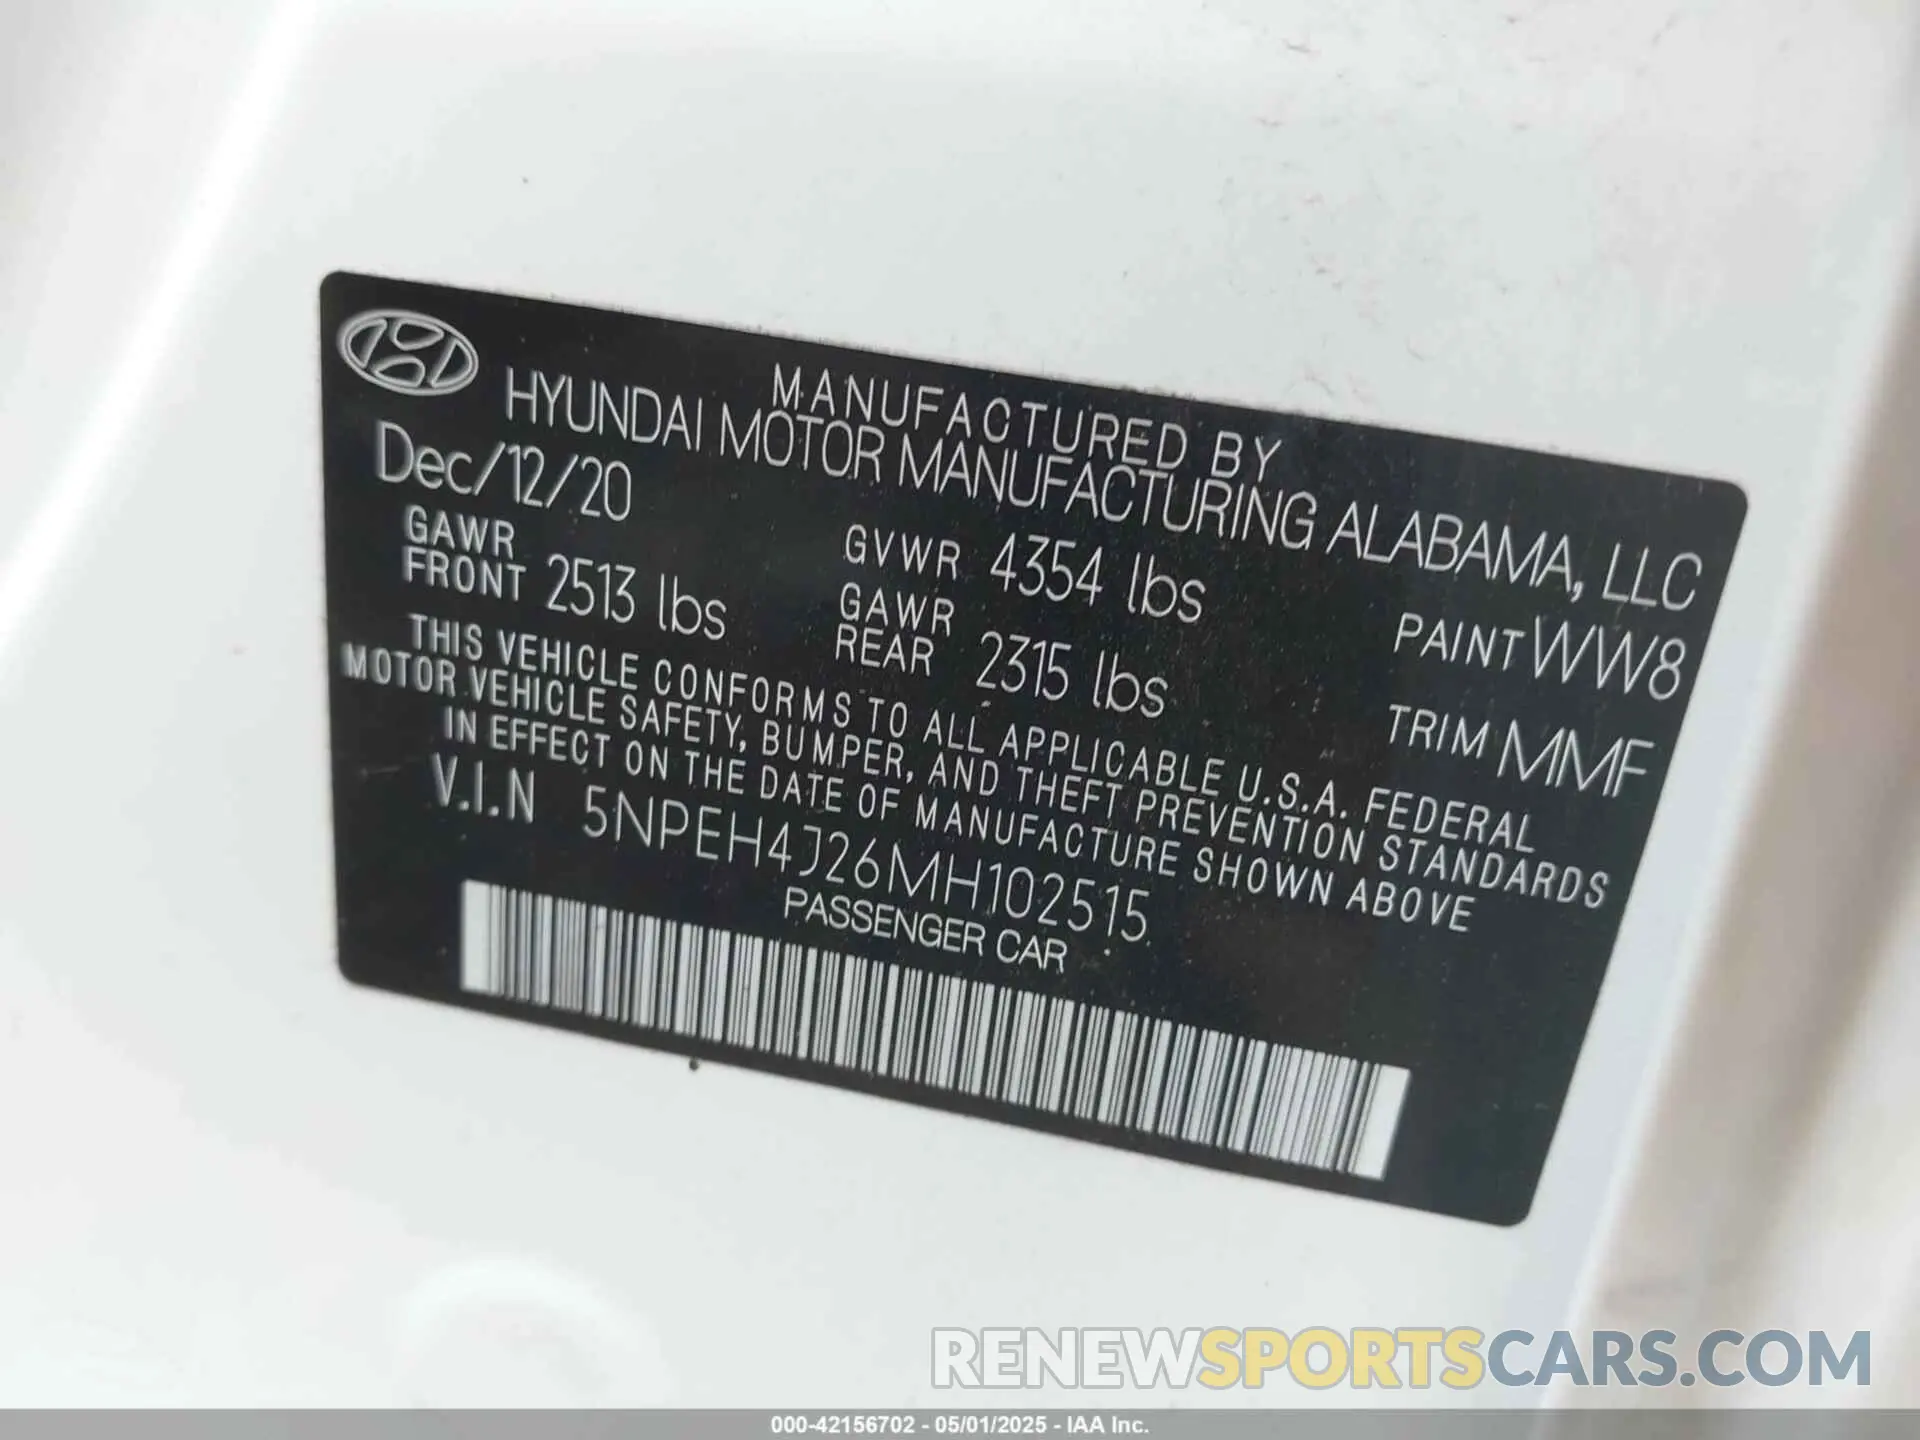 MANUFACTURED BY
HYUNDAI MOTOR MANUFACTURING ALABAMA, LLC
Dec/12/20
GVWR 4354 lbs
PAINT WW8
GAWR
FRONT 2513 lbs
GAWR
REAR 2315 lbs
TRIM MMF
THIS VEHICLE CONFORMS TO ALL APPLICABLE U.S.A. FEDERAL
MOTOR VEHICLE SAFETY, BUMPER, AND THEFT PREVENTION STANDARDS
IN EFFECT ON THE DATE OF MANUFACTURE SHOWN ABOVE
V.I.N 5NPEH4J26MH102515
PASSENGER CAR
RENEWSPORTSCARS.COM
000-42156702 - 05/01/2025 - IAA Inc.